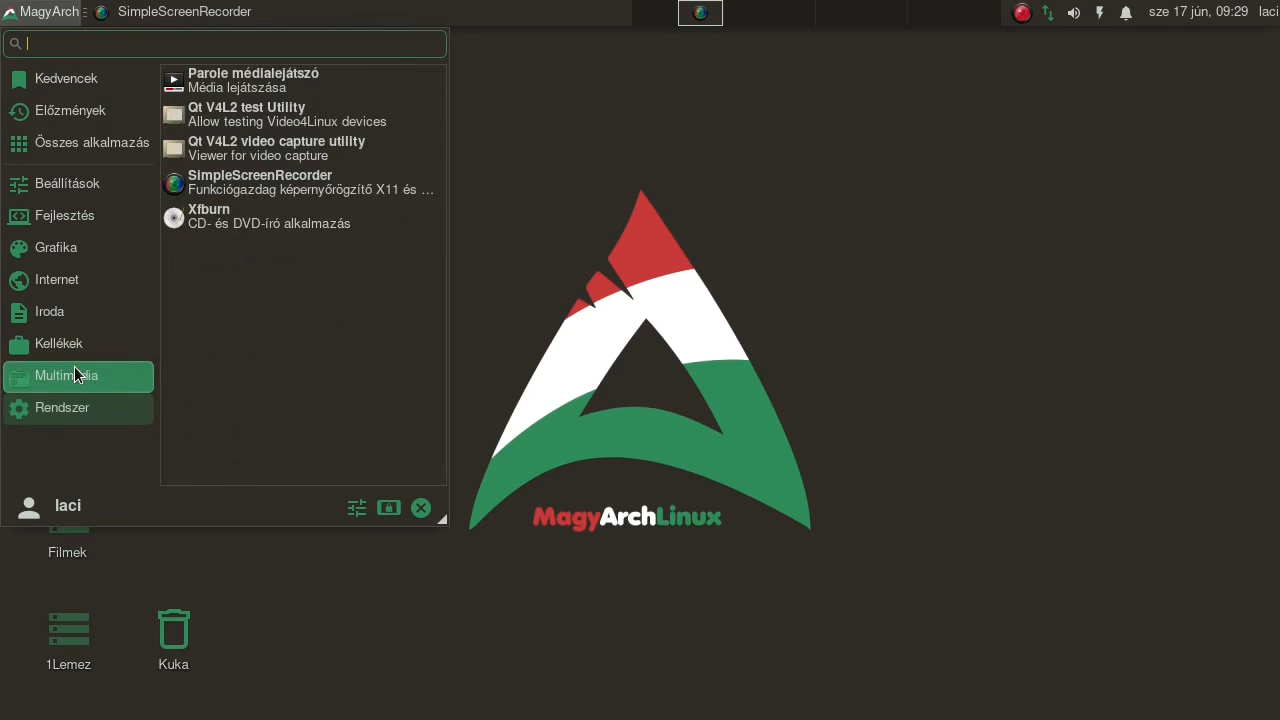 MagyArch
SimpleScreenRecorder
sze 17 jún, 09:29
laci
Kedvencek
Előzmények
Összes alkalmazás
Beállítások
Fejlesztés
Grafika
Internet
Iroda
Kellékek
Multimédia
Rendszer
Parole médialejátszó
Média lejátszása
Qt V4L2 test Utility
Allow testing Video4Linux devices
Qt V4L2 video capture utility
Viewer for video capture
SimpleScreenRecorder
Funkciógazdag képernyőrögzítő X11 és …
Xfburn
CD- és DVD-író alkalmazás
laci
MagyArchLinux
Filmek
1Lemez
Kuka